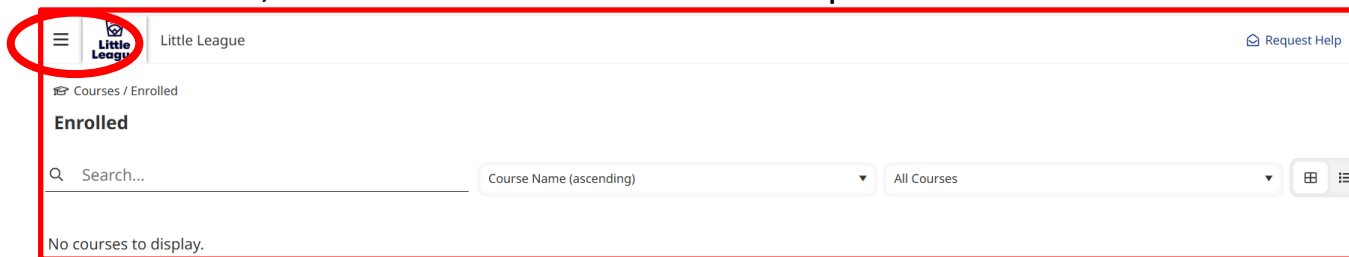 Little
League
Little League
Request Help
Courses / Enrolled
Enrolled
Search...
Course Name (ascending)
All Courses
No courses to display.